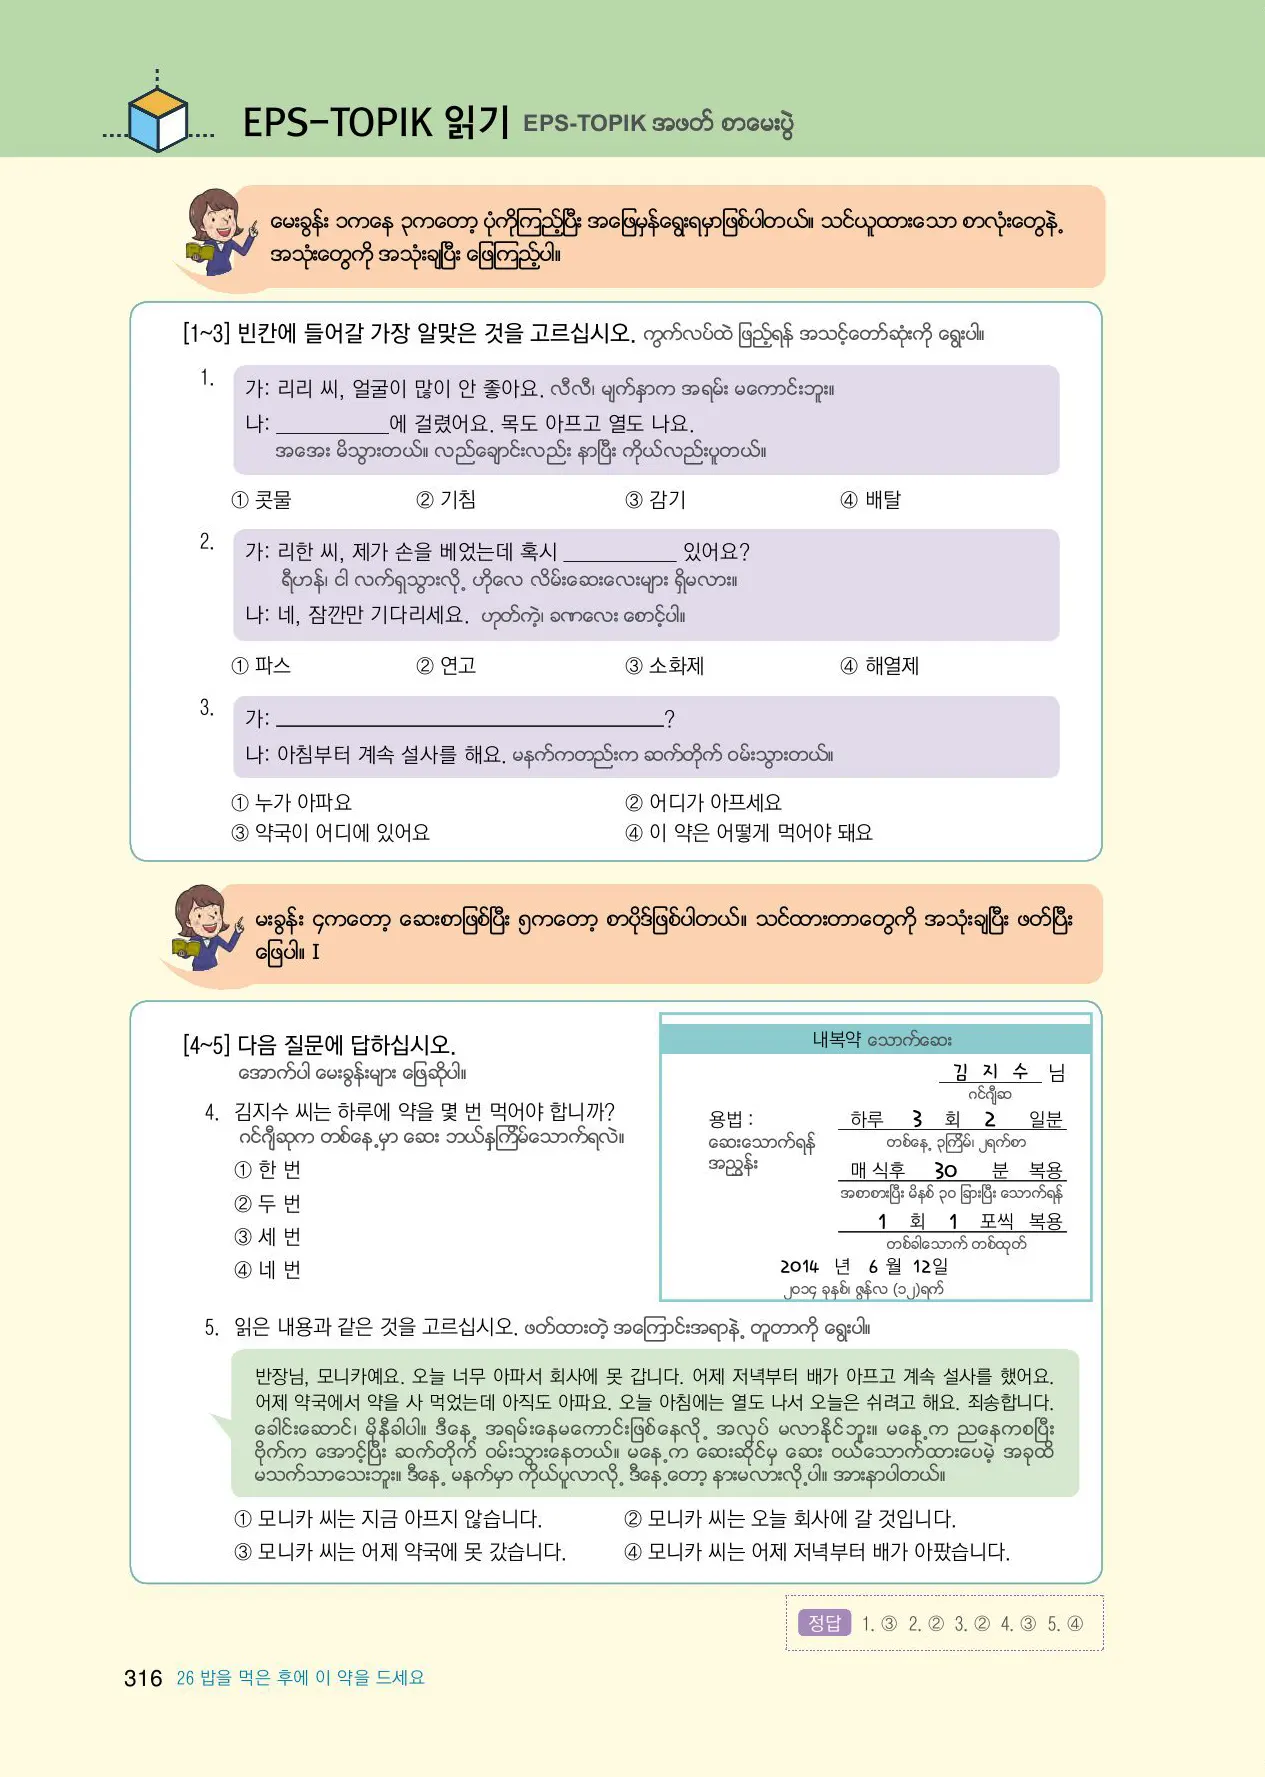 EPS-TOPIK 읽기 EPS-TOPIK အဖတ် စာမေးပွဲ
မေးခွန်း ၁ကနေ ၃ကတော့ ပုံကိုကြည့်ပြီး အဖြေမှန်ရွေးရမှာဖြစ်ပါတယ်။ သင်ယူထားသော စာလုံးတွေနဲ့
အသုံးတွေကို အသုံးချပြီး ဖြေကြည့်ပါ။
[1~3] 빈칸에 들어갈 가장 알맞은 것을 고르십시오. ကွက်လပ်ထဲ ဖြည့်ရန် အသင့်တော်ဆုံးကို ရွေးပါ။
1.
가: 리리 씨, 얼굴이 많이 안 좋아요. လီလီ၊ မျက်နှာက အရမ်း မကောင်းဘူး။
나: ___________에 걸렸어요. 목도 아프고 열도 나요.
အအေး မိသွားတယ်။ လည်ချောင်းလည်း နာပြီး ကိုယ်လည်းပူတယ်။
① 콧물 ② 기침 ③ 감기 ④ 배탈
2.
가: 리한 씨, 제가 손을 베었는데 혹시 ___________ 있어요?
ရီဟန်၊ ငါ လက်ရှသွားလို့ ဟိုလေ လိမ်းဆေးလေးများ ရှိမလား။
나: 네, 잠깐만 기다리세요. ဟုတ်ကဲ့၊ ခဏလေး စောင့်ပါ။
① 파스 ② 연고 ③ 소화제 ④ 해열제
3.
가: ______________________________________?
나: 아침부터 계속 설사를 해요. မနက်ကတည်းက ဆက်တိုက် ဝမ်းသွားတယ်။
① 누가 아파요 ② 어디가 아프세요
③ 약국이 어디에 있어요 ④ 이 약은 어떻게 먹어야 돼요
မးခွန်း ၄ကတော့ ဆေးစာဖြစ်ပြီး ၅ကတော့ စာပိုဒ်ဖြစ်ပါတယ်။ သင်ထားတာတွေကို အသုံးချပြီး ဖတ်ပြီး
ဖြေပါ။ I
[4~5] 다음 질문에 답하십시오.
အောက်ပါ မေးခွန်းများ ဖြေဆိုပါ။
4. 김지수 씨는 하루에 약을 몇 번 먹어야 합니까?
ဂင်ဂျီဆုက တစ်နေ့မှာ ဆေး ဘယ်နှကြိမ်သောက်ရလဲ။
① 한 번
② 두 번
③ 세 번
④ 네 번
내복약 သောက်ဆေး
김 지 수 님
ဂင်ဂျီဆ
용법 : 하루 3 회 2 일분
ဆေးသောက်ရန် တစ်နေ့ ၃ကြိမ်၊ ၂ရက်စာ
အညွှန်း
매 식후 30 분 복용
အစာစားပြီး မိနစ် ၃၀ ခြားပြီး သောက်ရန်
1 회 1 포씩 복용
တစ်ခါသောက် တစ်ထုတ်
2014 년 6 월 12일
၂၀၁၄ ခုနှစ်၊ ဇွန်လ (၁၂)ရက်
5. 읽은 내용과 같은 것을 고르십시오. ဖတ်ထားတဲ့ အကြောင်းအရာနဲ့ တူတာကို ရွေးပါ။
반장님, 모니카예요. 오늘 너무 아파서 회사에 못 갑니다. 어제 저녁부터 배가 아프고 계속 설사를 했어요.
어제 약국에서 약을 사 먹었는데 아직도 아파요. 오늘 아침에는 열도 나서 오늘은 쉬려고 해요. 죄송합니다.
ခေါင်းဆောင်၊ မိုနီခါပါ။ ဒီနေ့ အရမ်းနေမကောင်းဖြစ်နေလို့ အလုပ် မလာနိုင်ဘူး။ မနေ့က ညနေကစပြီး
ဗိုက်က အောင့်ပြီး ဆက်တိုက် ဝမ်းသွားနေတယ်။ မနေ့က ဆေးဆိုင်မှ ဆေး ဝယ်သောက်ထားပေမဲ့ အခုထိ
မသက်သာသေးဘူး။ ဒီနေ့ မနက်မှာ ကိုယ်ပူလာလို့ ဒီနေ့တော့ နားမလားလို့ပါ။ အားနာပါတယ်။
① 모니카 씨는 지금 아프지 않습니다. ② 모니카 씨는 오늘 회사에 갈 것입니다.
③ 모니카 씨는 어제 약국에 못 갔습니다. ④ 모니카 씨는 어제 저녁부터 배가 아팠습니다.
정답 1. ③ 2. ② 3. ② 4. ③ 5. ④
316 26 밥을 먹은 후에 이 약을 드세요